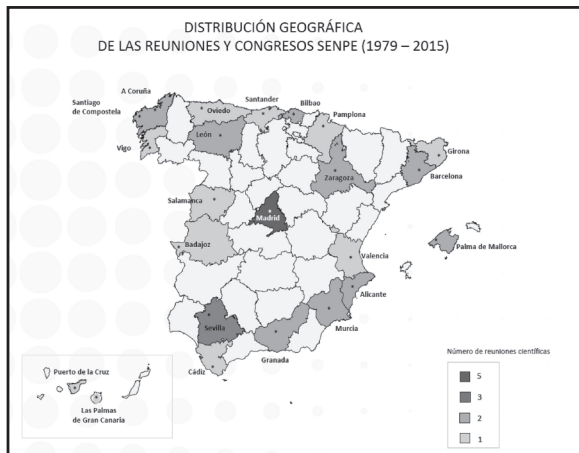 DISTRIBUCIÓN GEOGRÁFICA
DE LAS REUNIONES Y CONGRESOS SENPE (1979 – 2015)
A Coruña
Santiago
de Compostela
Vigo
Oviedo
Santander
Bilbao
Pamplona
León
Girona
Zaragoza
Barcelona
Salamanca
Madrid
Badajoz
Palma de Mallorca
Valencia
Alicante
Sevilla
Murcia
Granada
Cádiz
Puerto de la Cruz
Las Palmas
de Gran Canaria
Número de reuniones científicas
5
3
2
1